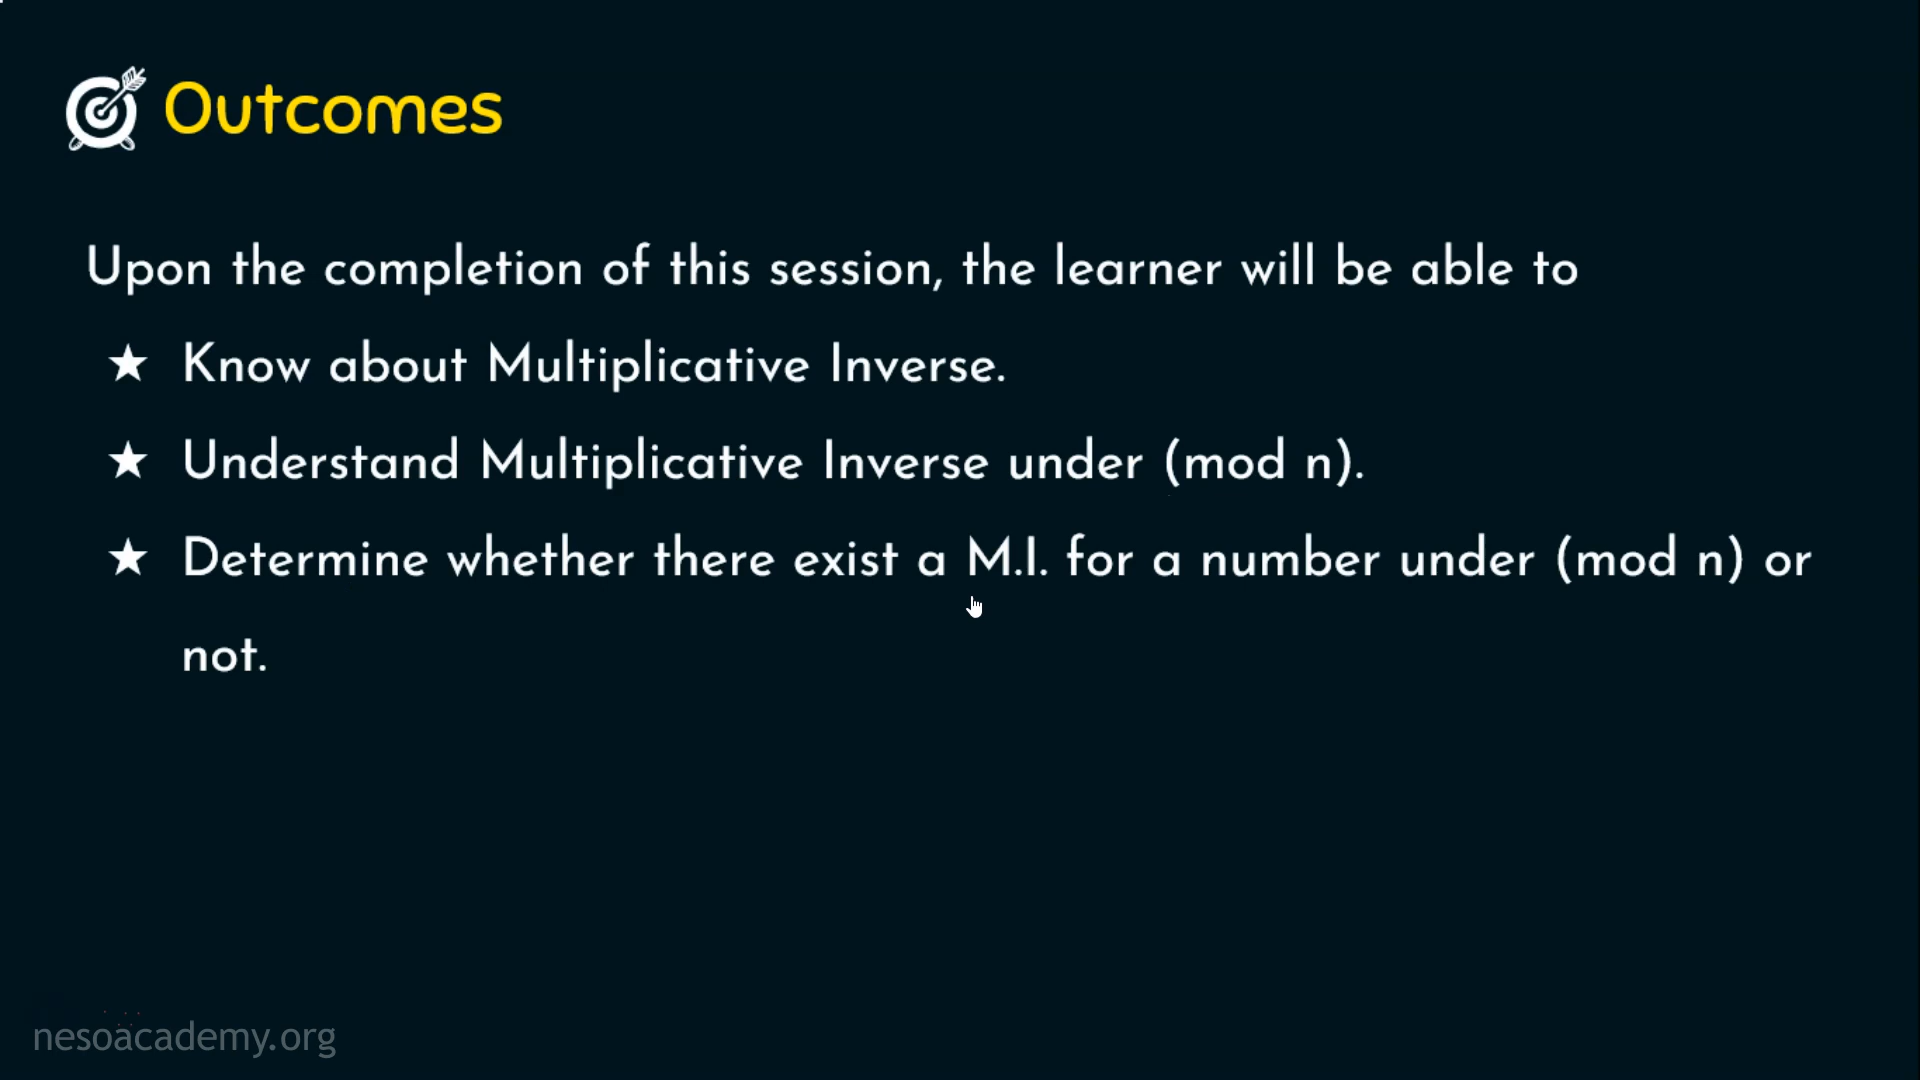 Outcomes
Upon the completion of this session, the learner will be able to
★ Know about Multiplicative Inverse.
★ Understand Multiplicative Inverse under (mod n).
★ Determine whether there exist a M.I. for a number under (mod n) or
not.
nesoacademy.org